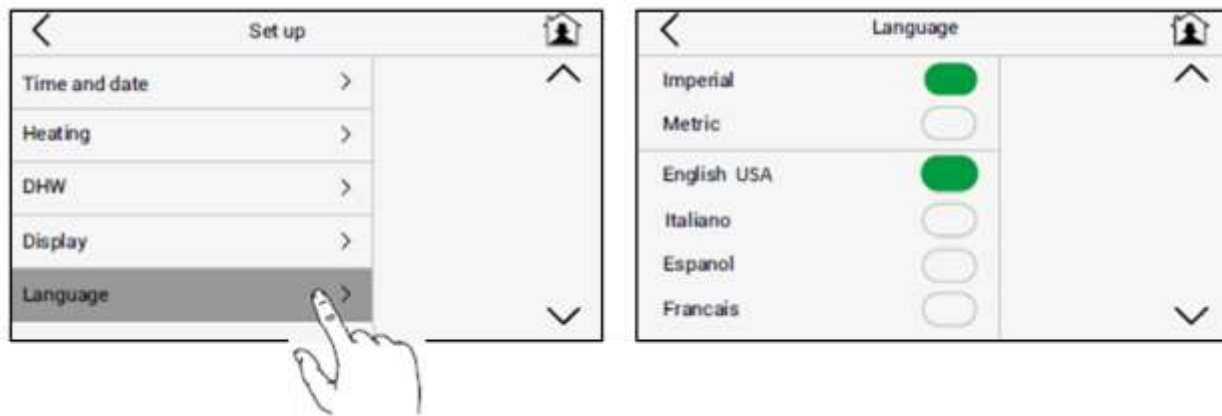 Set up
Time and date
Heating
DHW
Display
Language
Language
Imperial
Metric
English USA
Italiano
Espanol
Francais